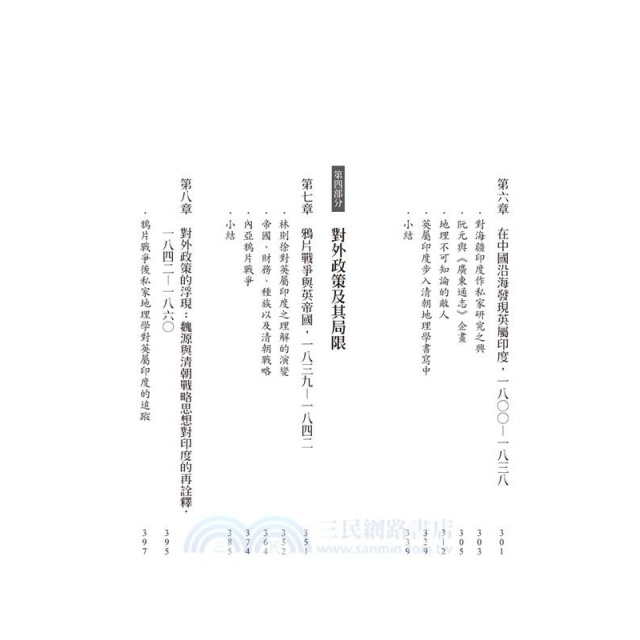 第六章 在中國沿海發現英屬印度，一八〇〇—一八三八 301
·對海疆印度作私家研究之興 303
·阮元與《廣東通志》企畫 305
·地理不可知論的敵人 312
·英屬印度步入清朝地理學書寫中 329
·小結 339
第四部分 對外政策及其局限
第七章 鴉片戰爭與英帝國，一八三九—一八四二 351
·林則徐對英屬印度之理解的演變 352
·帝國、財務、種族以及清朝戰略 364
·內亞鴉片戰爭 374
·小結 385
第八章 對外政策的浮現：魏源與清朝戰略思想對印度的再詮釋，
一八四二—一八六〇 395
·鴉片戰爭後私家地理學對英屬印度的追蹤 397
三民網路書店
www.sanmin.com.tw